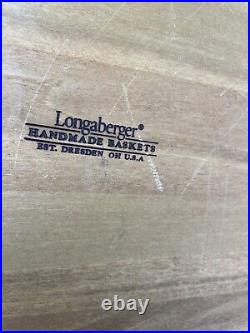 Longaberger®
HANDMADE BASKETS
EST. DRESDEN OH U.S.A